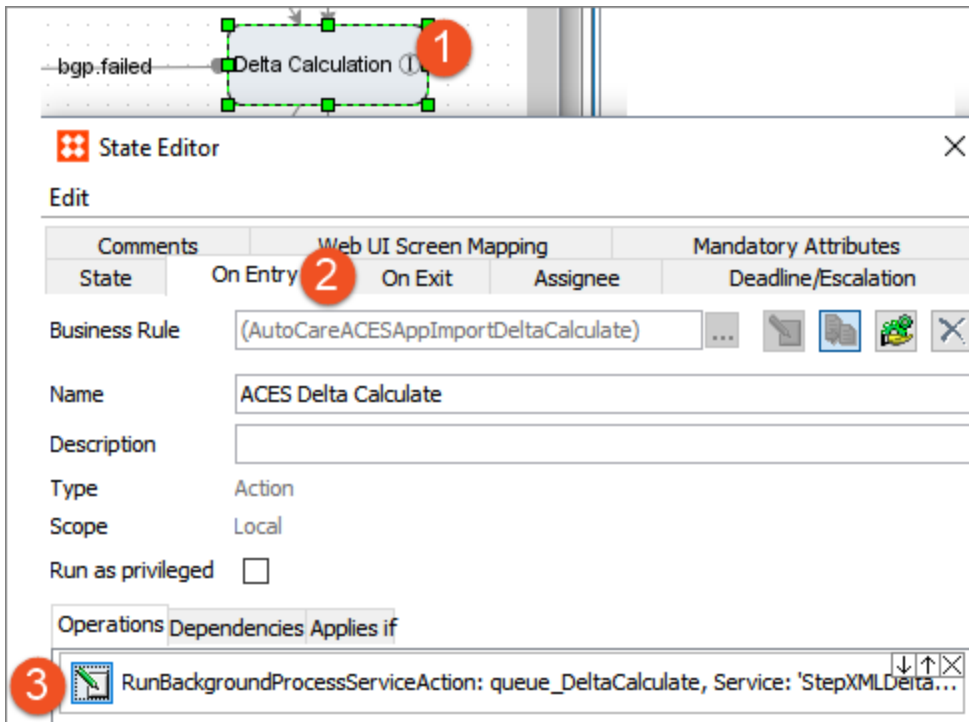 1
bgp.failed
Delta Calculation
State Editor
Edit
Comments Web UI Screen Mapping Mandatory Attributes
State On Entry 2 On Exit Assignee Deadline/Escalation
Business Rule (AutoCareACESAppImportDeltaCalculate) ...
Name ACES Delta Calculate
Description
Type Action
Scope Local
Run as privileged
Operations Dependencies Applies if
3 RunBackgroundProcessServiceAction: queue_DeltaCalculate, Service: 'StepXMLDelta...